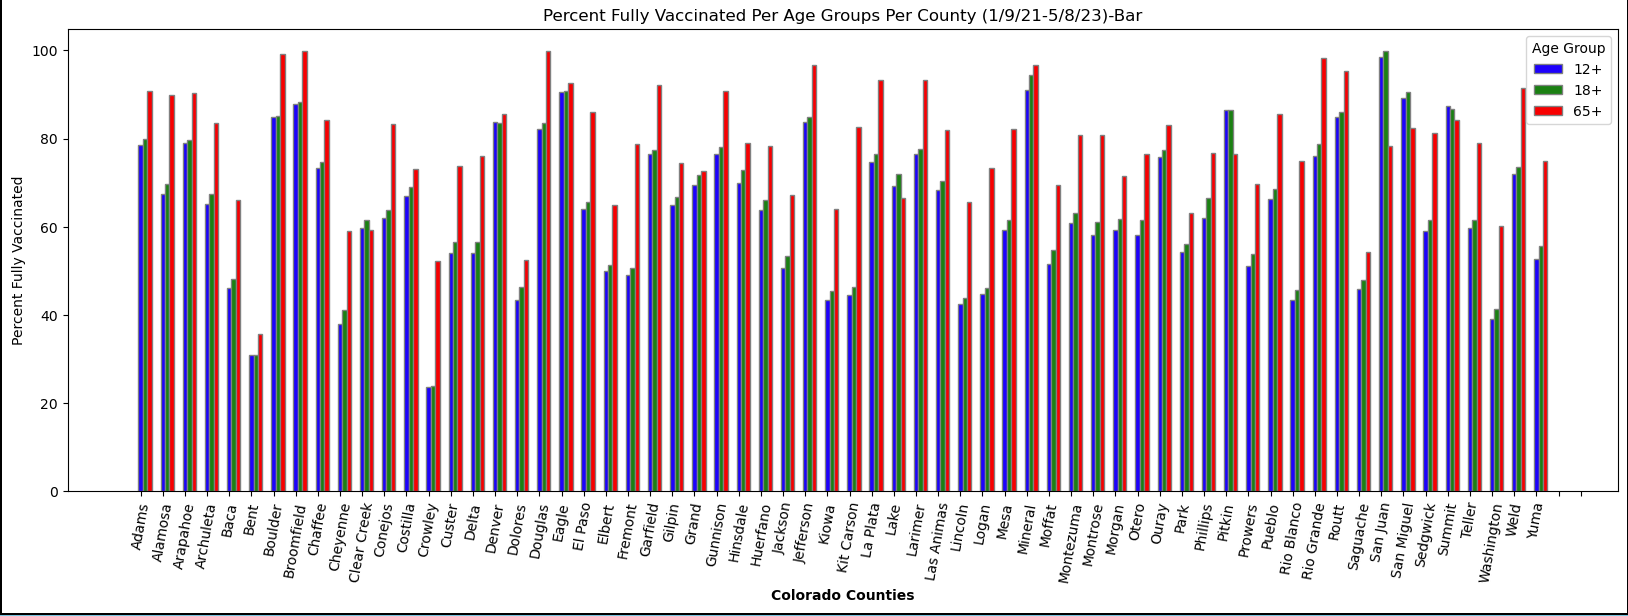 Percent Fully Vaccinated Per Age Groups Per County (1/9/21-5/8/23)-Bar
Percent Fully Vaccinated
100
80
60
40
20
0
Age Group
12+
18+
65+
Adams
Alamosa
Arapahoe
Archuleta
Baca
Bent
Boulder
Broomfield
Chaffee
Cheyenne
Clear Creek
Conejos
Costilla
Crowley
Custer
Delta
Denver
Dolores
Douglas
Eagle
El Paso
Elbert
Fremont
Garfield
Gilpin
Grand
Gunnison
Hinsdale
Huerfano
Jackson
Jefferson
Kiowa
Kit Carson
La Plata
Lake
Larimer
Las Animas
Lincoln
Logan
Mesa
Mineral
Moffat
Montezuma
Montrose
Morgan
Otero
Ouray
Park
Phillips
Pitkin
Prowers
Pueblo
Rio Blanco
Rio Grande
Routt
Saguache
San Juan
San Miguel
Sedgwick
Summit
Teller
Washington
Weld
Yuma
Colorado Counties